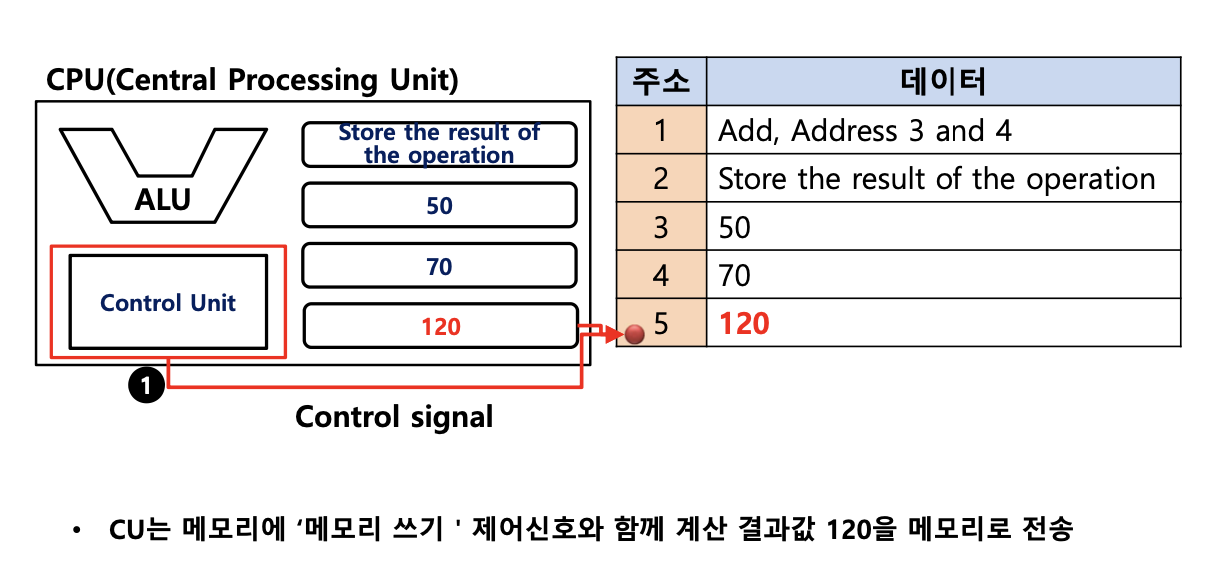 CPU(Central Processing Unit)
ALU
Control Unit
Store the result of
the operation
50
70
120
1
Control signal
주소 데이터
1 Add, Address 3 and 4
2 Store the result of the operation
3 50
4 70
5 120
• CU는 메모리에 ‘메모리 쓰기 ' 제어신호와 함께 계산 결과값 120을 메모리로 전송